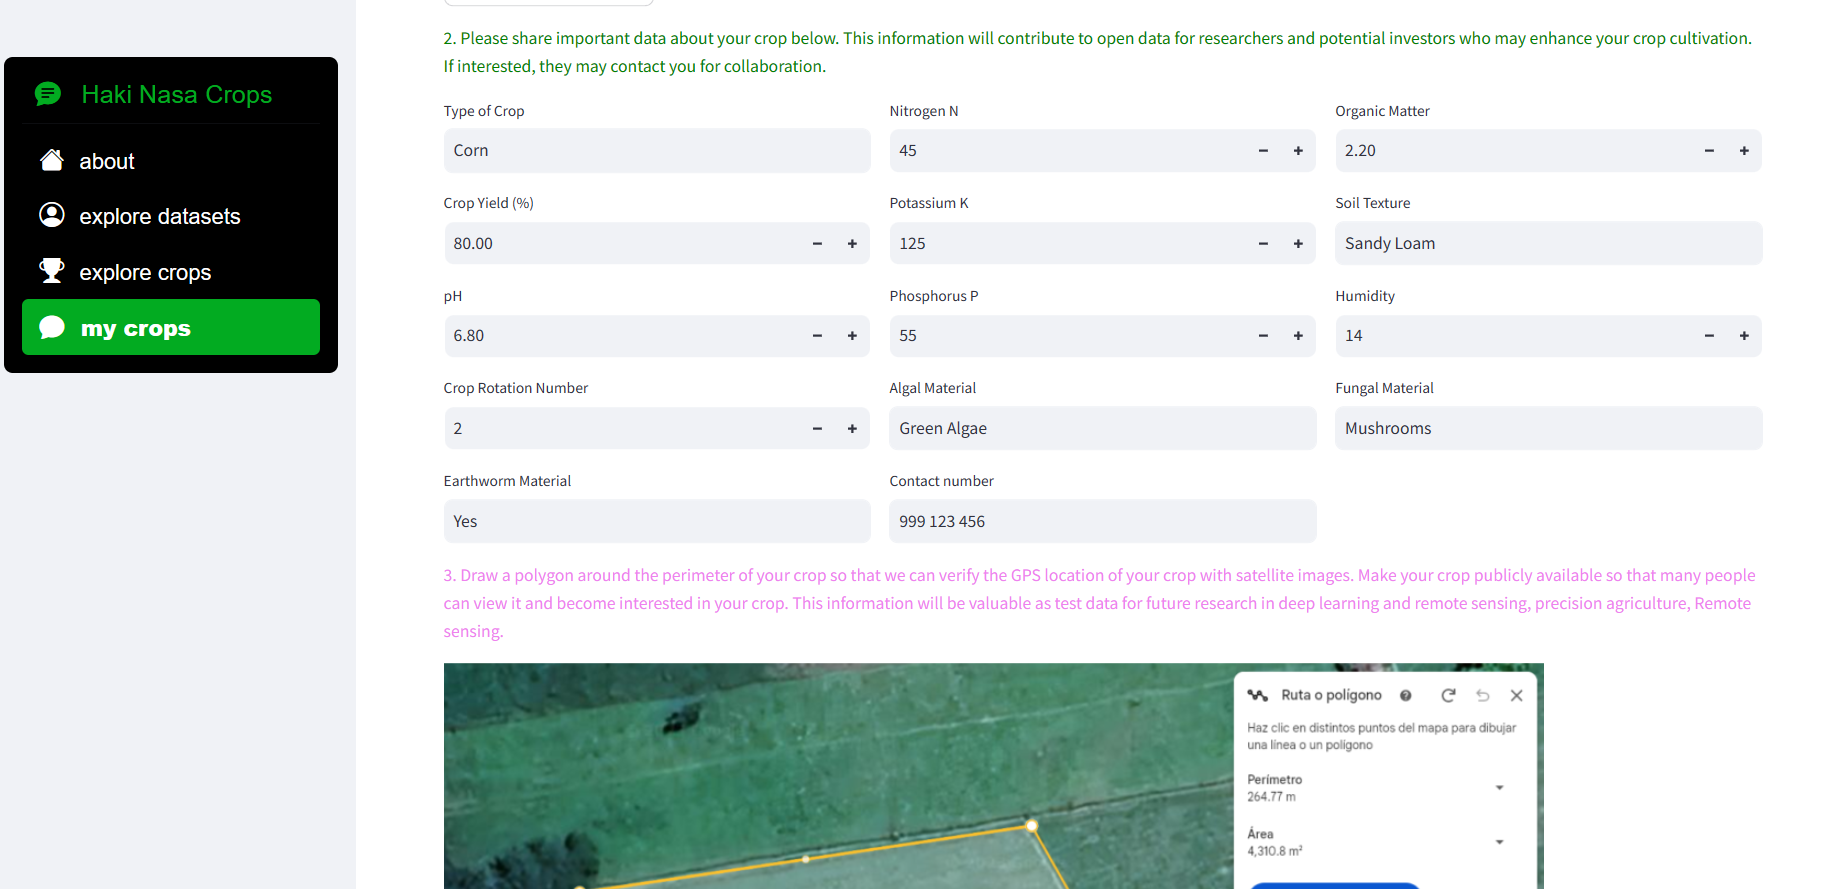 Haki Nasa Crops
about
explore datasets
explore crops
my crops
2. Please share important data about your crop below. This information will contribute to open data for researchers and potential investors who may enhance your crop cultivation.
If interested, they may contact you for collaboration.
Type of Crop
Corn
Nitrogen N
45
Organic Matter
2.20
Crop Yield (%)
80.00
Potassium K
125
Soil Texture
Sandy Loam
pH
6.80
Phosphorus P
55
Humidity
14
Crop Rotation Number
2
Algal Material
Green Algae
Fungal Material
Mushrooms
Earthworm Material
Yes
Contact number
999 123 456
3. Draw a polygon around the perimeter of your crop so that we can verify the GPS location of your crop with satellite images. Make your crop publicly available so that many people
can view it and become interested in your crop. This information will be valuable as test data for future research in deep learning and remote sensing, precision agriculture, Remote
sensing.
Ruta o polígono
Haz clic en distintos puntos del mapa para dibujar
una línea o un polígono
Perímetro
264.77 m
Área
4,310.8 m²